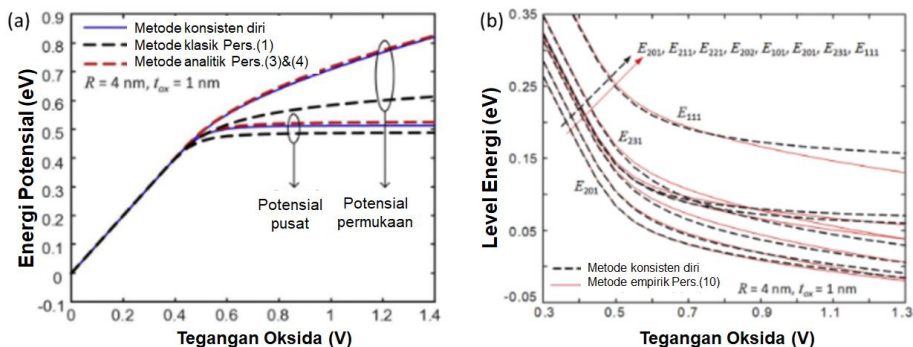 (a)
Energi Potensial (eV)
0.9
0.8
0.7
0.6
0.5
0.4
0.3
0.2
0.1
0
-0.1
Metode konsisten diri
Metode klasik Pers.(1)
Metode analitik Pers.(3)&(4)
R = 4 nm, tox = 1 nm
Potensial
pusat
Potensial
permukaan
0 0.2 0.4 0.6 0.8 1 1.2 1.4
Tegangan Oksida (V)
(b)
Level Energi (eV)
0.35
0.25
0.15
0.05
-0.05
E201, E211, E221, E202, E101, E201, E231, E111
E111
E231
E201
Metode konsisten diri
Metode empirik Pers.(10)
R = 4 nm, tox = 1 nm
0.3 0.5 0.7 0.9 1.1 1.3
Tegangan Oksida (V)